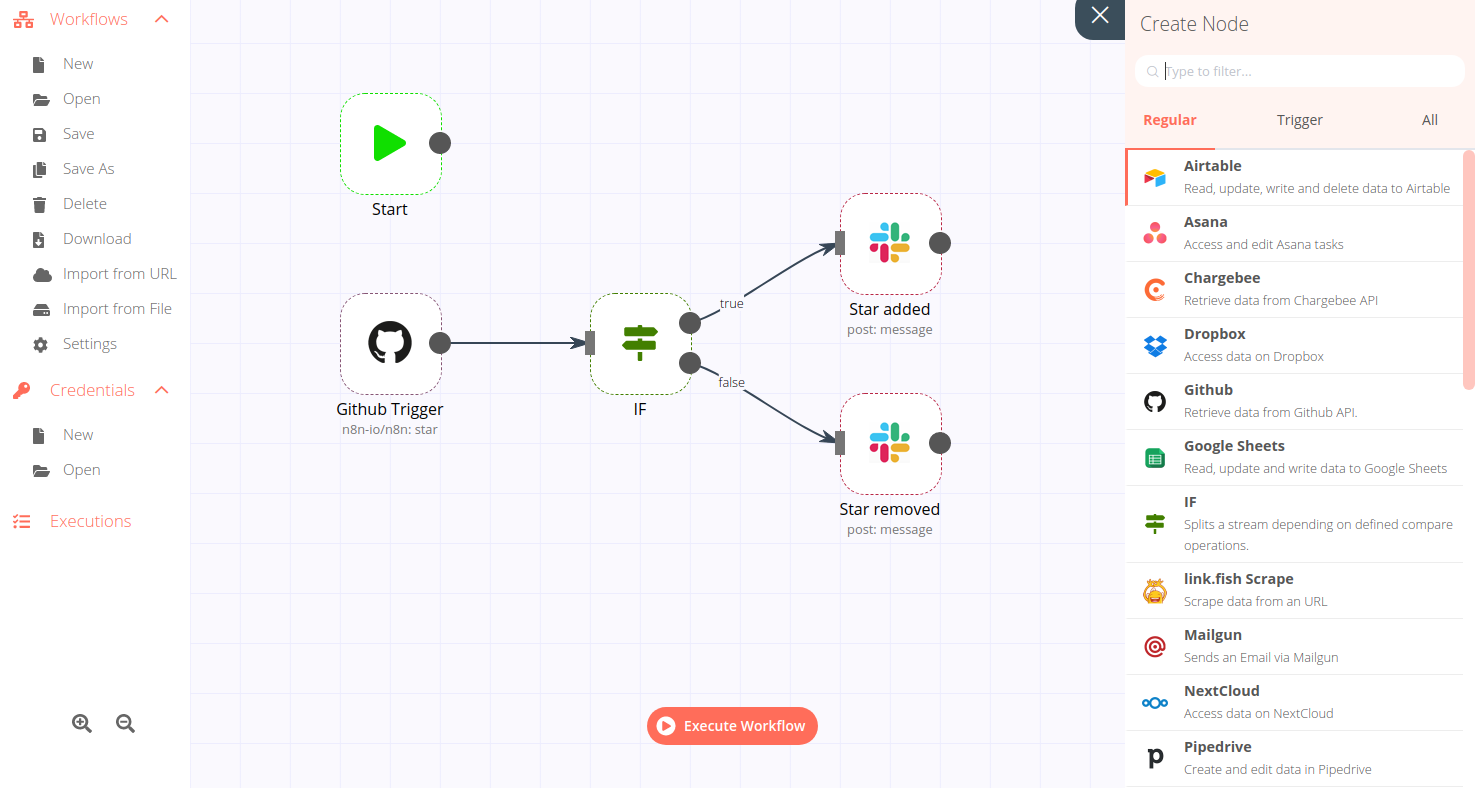 Workflows
New
Open
Save
Save As
Delete
Download
Import from URL
Import from File
Settings
Credentials
New
Open
Executions
Start
Github Trigger
n8n-io/n8n: star
IF
true
false
Star added
post: message
Star removed
post: message
Execute Workflow
Create Node
Type to filter...
Regular Trigger All
Airtable
Read, update, write and delete data to Airtable
Asana
Access and edit Asana tasks
Chargebee
Retrieve data from Chargebee API
Dropbox
Access data on Dropbox
Github
Retrieve data from Github API.
Google Sheets
Read, update and write data to Google Sheets
IF
Splits a stream depending on defined compare
operations.
link.fish Scrape
Scrape data from an URL
Mailgun
Sends an Email via Mailgun
NextCloud
Access data on NextCloud
Pipedrive
Create and edit data in Pipedrive